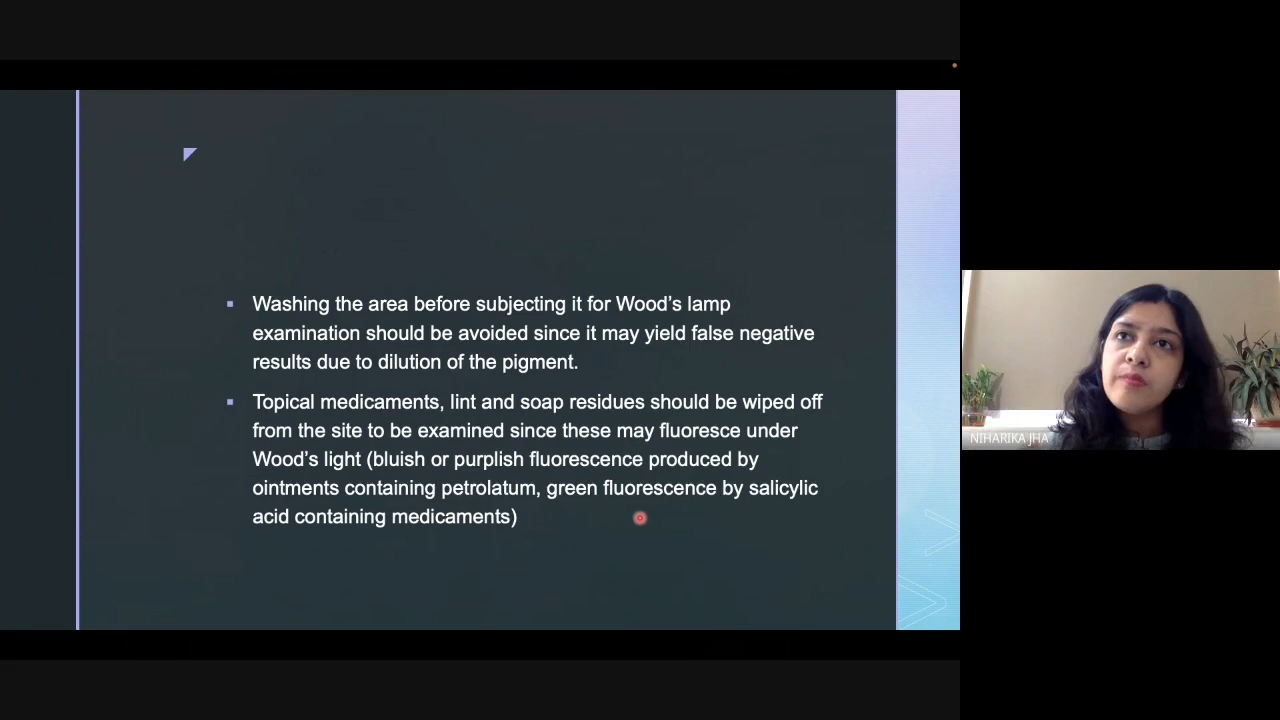 Washing the area before subjecting it for Wood’s lamp
examination should be avoided since it may yield false negative
results due to dilution of the pigment.
Topical medicaments, lint and soap residues should be wiped off
from the site to be examined since these may fluoresce under
Wood’s light (bluish or purplish fluorescence produced by
ointments containing petrolatum, green fluorescence by salicylic
acid containing medicaments)
NIHARIKA JHA